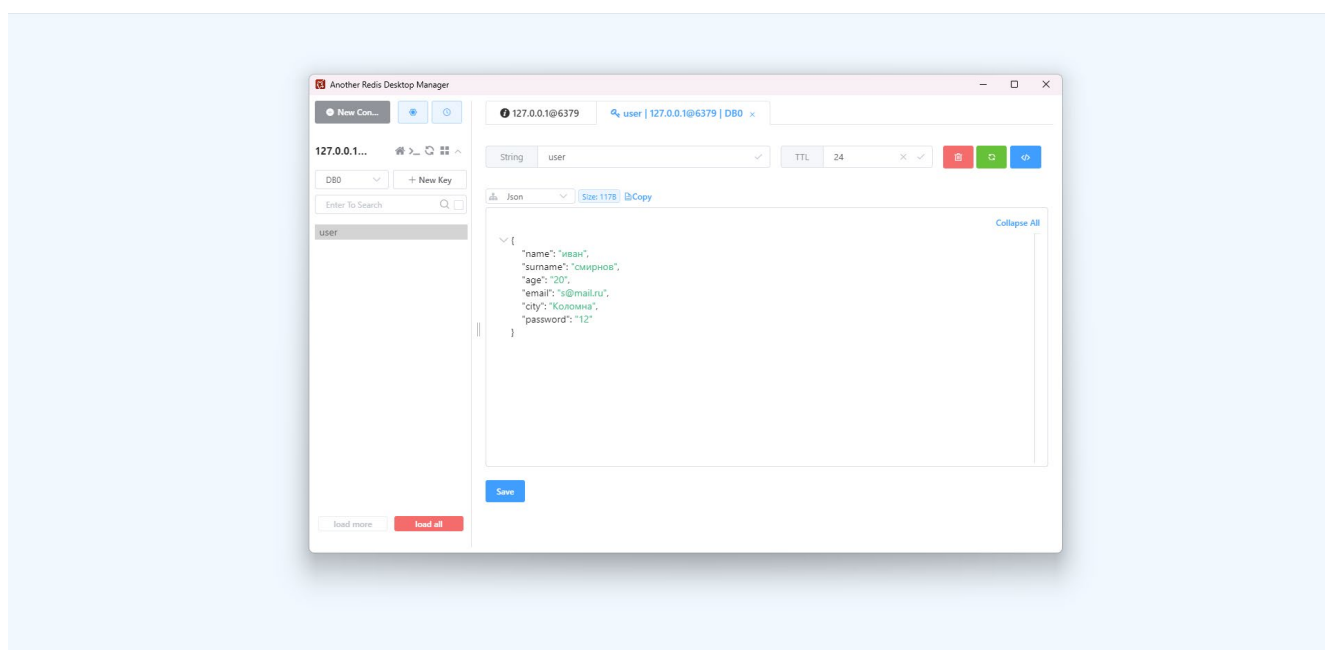 Another Redis Desktop Manager
New Con...
127.0.0.1@6379
user | 127.0.0.1@6379 | DB0
127.0.0.1...
String user
TTL 24
DB0
+ New Key
Json
Size: 117B
Copy
Enter To Search
Collapse All
user
{
"name": "иван",
"surname": "смирнов",
"age": "20",
"email": "s@mail.ru",
"city": "Коломна",
"password": "12"
}
Save
load more
load all